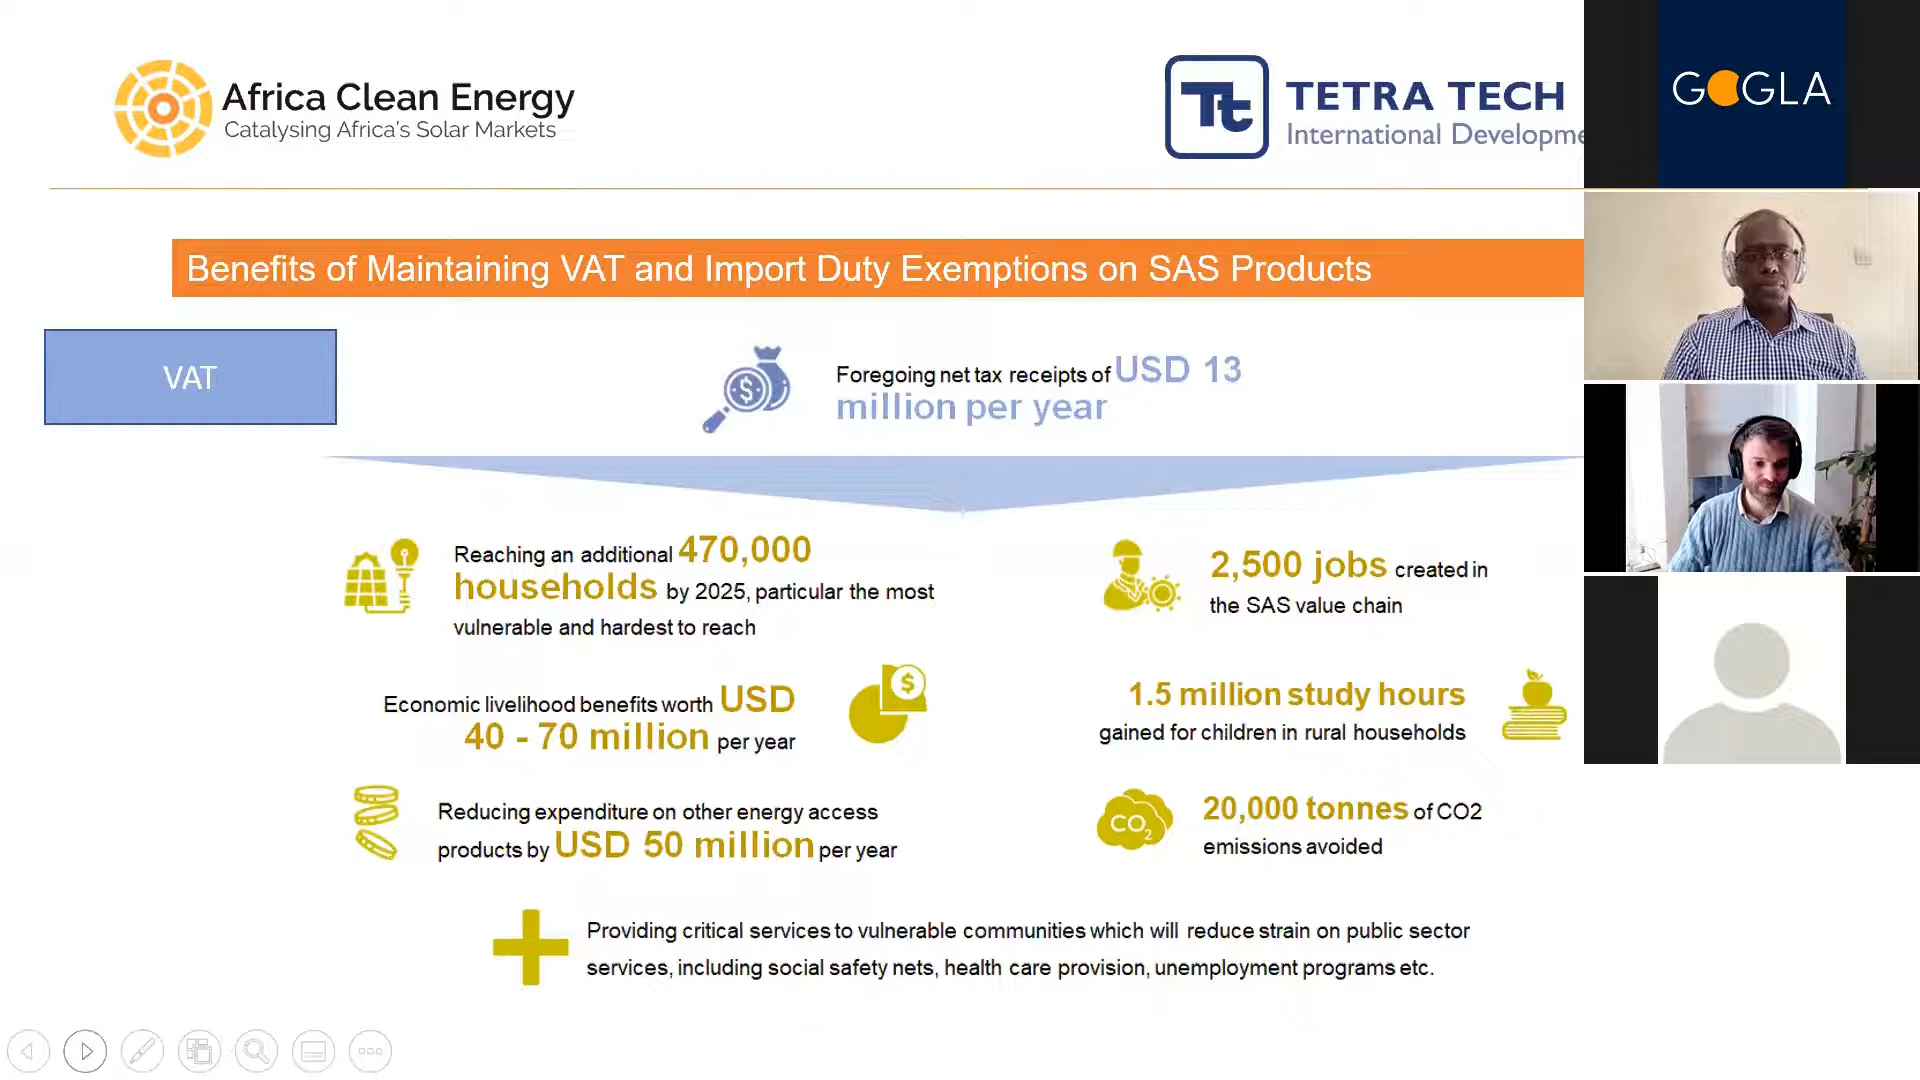 Africa Clean Energy
Catalysing Africa's Solar Markets
Tt
TETRA TECH
International Developme
GOGLA
Benefits of Maintaining VAT and Import Duty Exemptions on SAS Products
VAT
Foregoing net tax receipts of USD 13
million per year
Reaching an additional 470,000
households by 2025, particular the most
vulnerable and hardest to reach
2,500 jobs created in
the SAS value chain
Economic livelihood benefits worth USD
40 - 70 million per year
1.5 million study hours
gained for children in rural households
Reducing expenditure on other energy access
products by USD 50 million per year
CO2
20,000 tonnes of CO2
emissions avoided
Providing critical services to vulnerable communities which will reduce strain on public sector
services, including social safety nets, health care provision, unemployment programs etc.